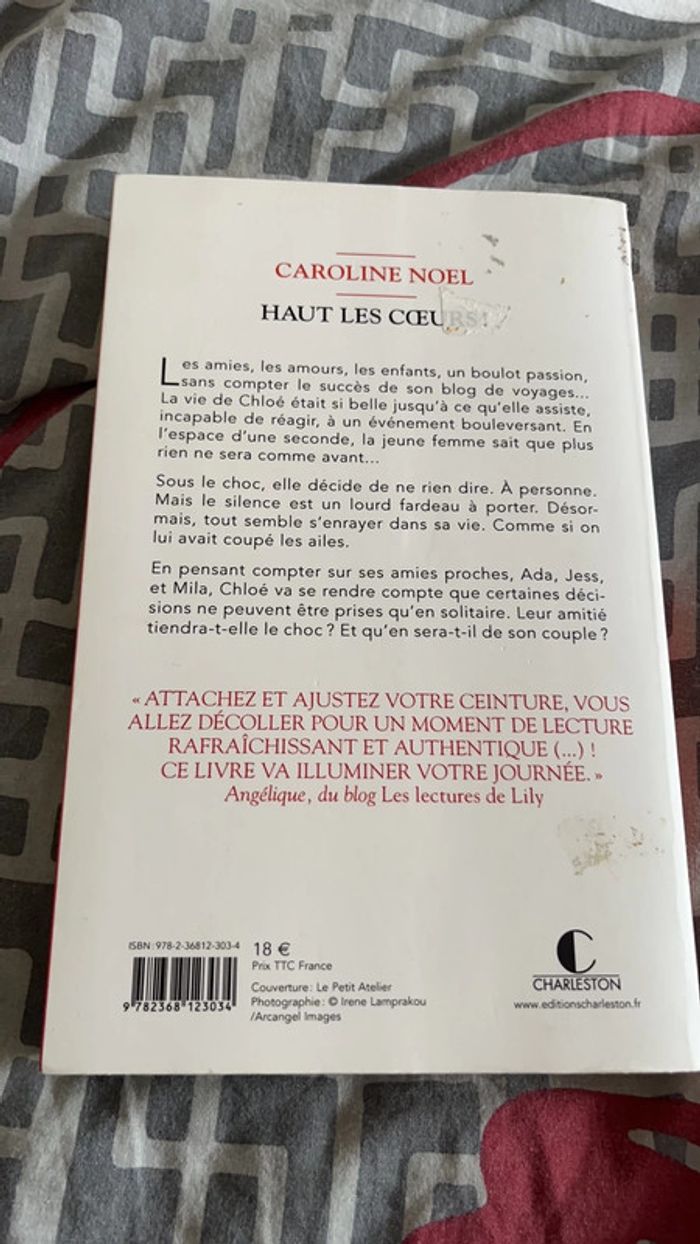 CAROLINE NOEL
HAUT LES CŒURS !
Les amies, les amours, les enfants, un boulot passion,
sans compter le succès de son blog de voyages...
La vie de Chloé était si belle jusqu'à ce qu'elle assiste,
incapable de réagir, à un événement bouleversant. En
l'espace d'une seconde, la jeune femme sait que plus
rien ne sera comme avant...
Sous le choc, elle décide de ne rien dire. À personne.
Mais le silence est un lourd fardeau à porter. Désor-
mais, tout semble s'enrayer dans sa vie. Comme si on
lui avait coupé les ailes.
En pensant compter sur ses amies proches, Ada, Jess,
et Mila, Chloé va se rendre compte que certaines déci-
sions ne peuvent être prises qu'en solitaire. Leur amitié
tiendra-t-elle le choc ? Et qu'en sera-t-il de son couple ?
« ATTACHEZ ET AJUSTEZ VOTRE CEINTURE, VOUS
ALLEZ DÉCOLLER POUR UN MOMENT DE LECTURE
RAFRAÎCHISSANT ET AUTHENTIQUE (...) !
CE LIVRE VA ILLUMINER VOTRE JOURNÉE. »
Angélique, du blog Les lectures de Lily
ISBN : 978-2-36812-303-4
9 782368 123034
18 €
Prix TTC France
Couverture : Le Petit Atelier
Photographie : © Irene Lamprakou
/Arcangel Images
C
CHARLESTON
www.editionscharleston.fr